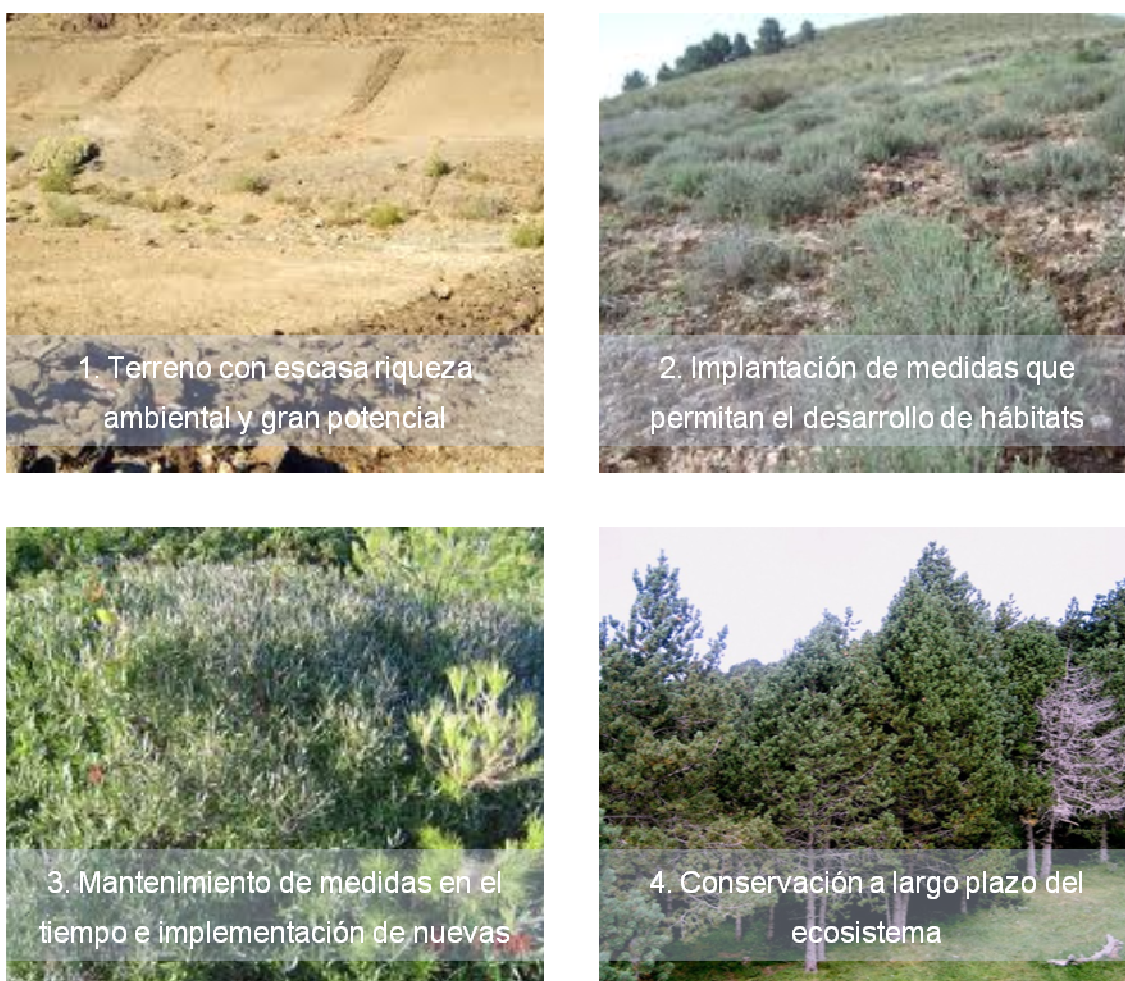 1. Terreno con escasa riqueza
ambiental y gran potencial
2. Implantación de medidas que
permitan el desarrollo de hábitats
3. Mantenimiento de medidas en el
tiempo e implementación de nuevas
4. Conservación a largo plazo del
ecosistema